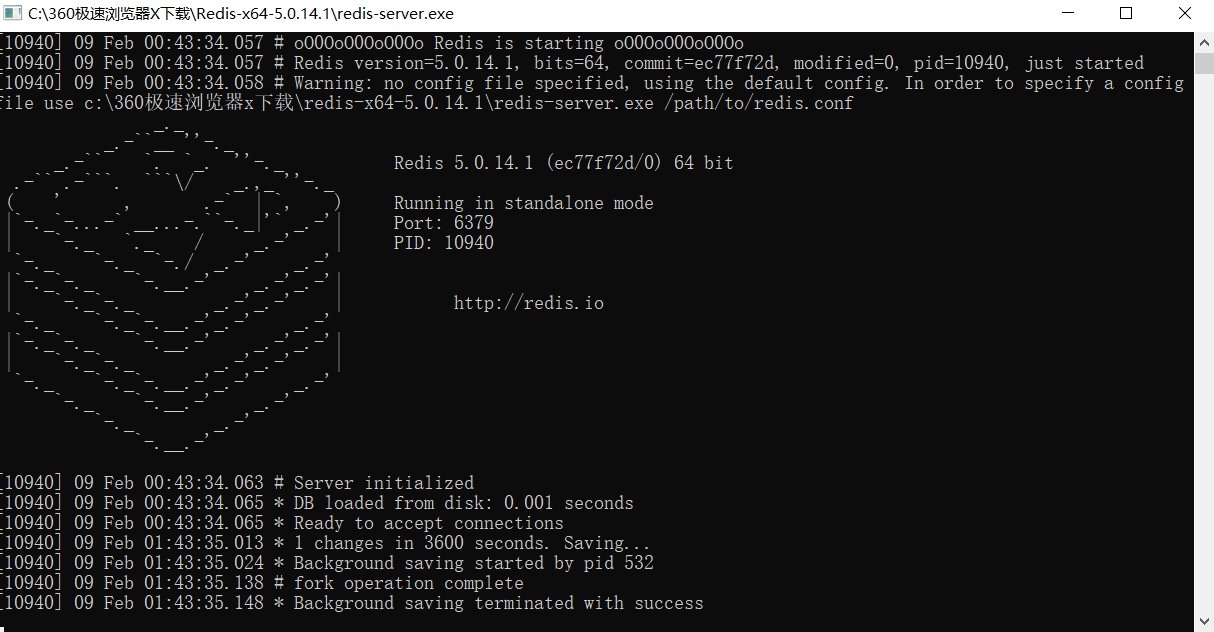 C:\360极速浏览器X下载\Redis-x64-5.0.14.1\redis-server.exe
[10940] 09 Feb 00:43:34.057 # oO0OoO0OoO0Oo Redis is starting oO0OoO0OoO0Oo
[10940] 09 Feb 00:43:34.057 # Redis version=5.0.14.1, bits=64, commit=ec77f72d, modified=0, pid=10940, just started
[10940] 09 Feb 00:43:34.058 # Warning: no config file specified, using the default config. In order to specify a config
file use c:\360极速浏览器x下载\redis-x64-5.0.14.1\redis-server.exe /path/to/redis.conf
Redis 5.0.14.1 (ec77f72d/0) 64 bit
Running in standalone mode
Port: 6379
PID: 10940
http://redis.io
[10940] 09 Feb 00:43:34.063 # Server initialized
[10940] 09 Feb 00:43:34.065 * DB loaded from disk: 0.001 seconds
[10940] 09 Feb 00:43:34.065 * Ready to accept connections
[10940] 09 Feb 01:43:35.013 * 1 changes in 3600 seconds. Saving...
[10940] 09 Feb 01:43:35.024 * Background saving started by pid 532
[10940] 09 Feb 01:43:35.138 # fork operation complete
[10940] 09 Feb 01:43:35.148 * Background saving terminated with success